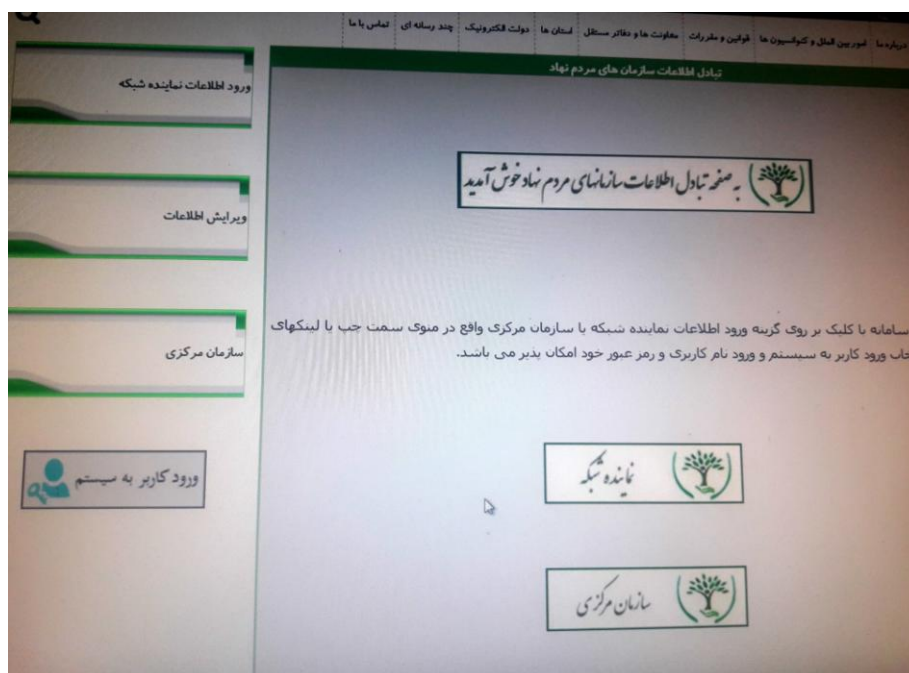 درباره ما امور بین الملل و کنوانسیون ها قوانین و مقررات معاونت ها و دفاتر مستقل استان ها دولت الکترونیک چند رسانه ای تماس با ما
تبادل اطلاعات سازمان های مردم نهاد
به صفحه تبادل اطلاعات سازمانهای مردم نهاد خوش آمدید
سامانه با کلیک بر روی گزینه ورود اطلاعات نماینده شبکه یا سازمان مرکزی واقع در منوی سمت چپ یا لینکهای
ورود کاربر به سیستم و ورود نام کاربری و رمز عبور خود امکان پذیر می باشد.
نماینده شبکه
سازمان مرکزی
ورود اطلاعات نماینده شبکه
ویرایش اطلاعات
سازمان مرکزی
ورود کاربر به سیستم